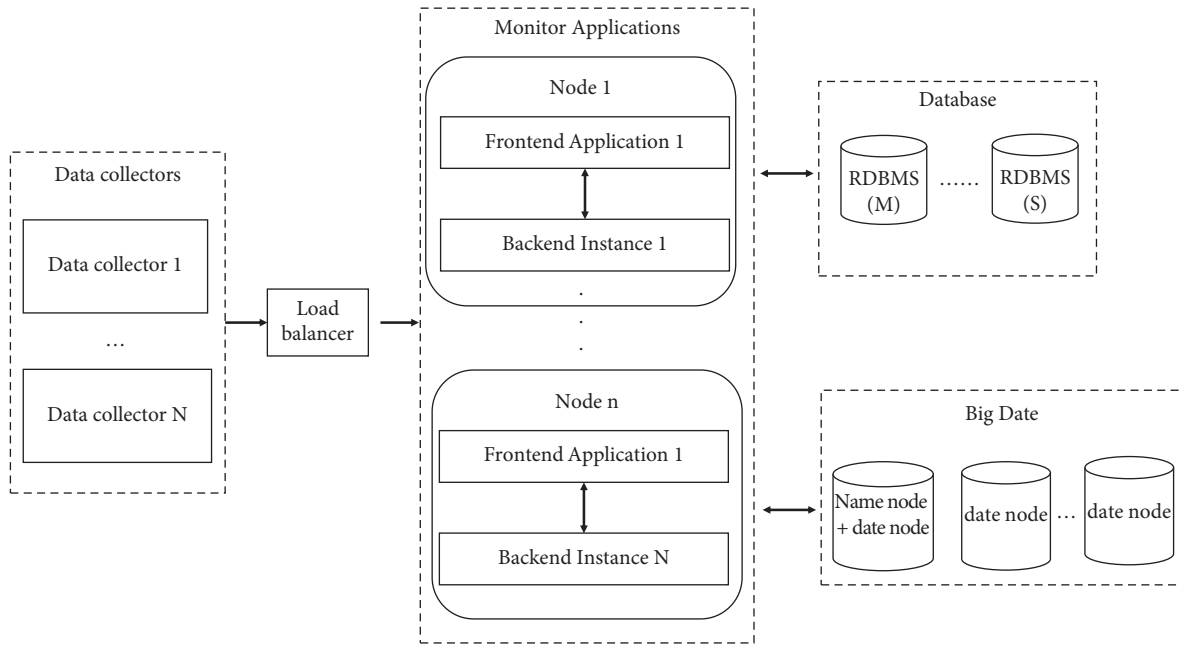 Data collectors
Data collector 1
...
Data collector N
Load
balancer
Monitor Applications
Node 1
Frontend Application 1
Backend Instance 1
.
.
.
Node n
Frontend Application 1
Backend Instance N
Database
RDBMS
(M)
......
RDBMS
(S)
Big Date
Name node
+ date node
date node
...
date node